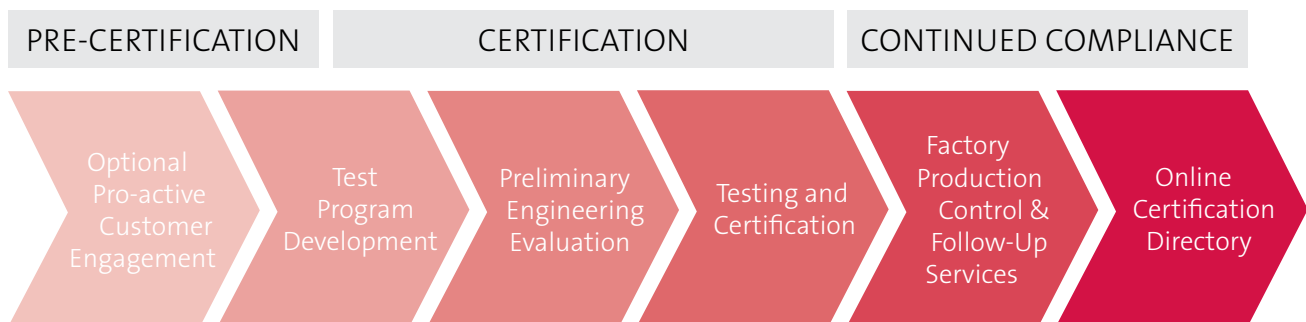 PRE-CERTIFICATION
CERTIFICATION
CONTINUED COMPLIANCE
Optional
Pro-active
Customer
Engagement
Test
Program
Development
Preliminary
Engineering
Evaluation
Testing and
Certification
Factory
Production
Control &
Follow-Up
Services
Online
Certification
Directory